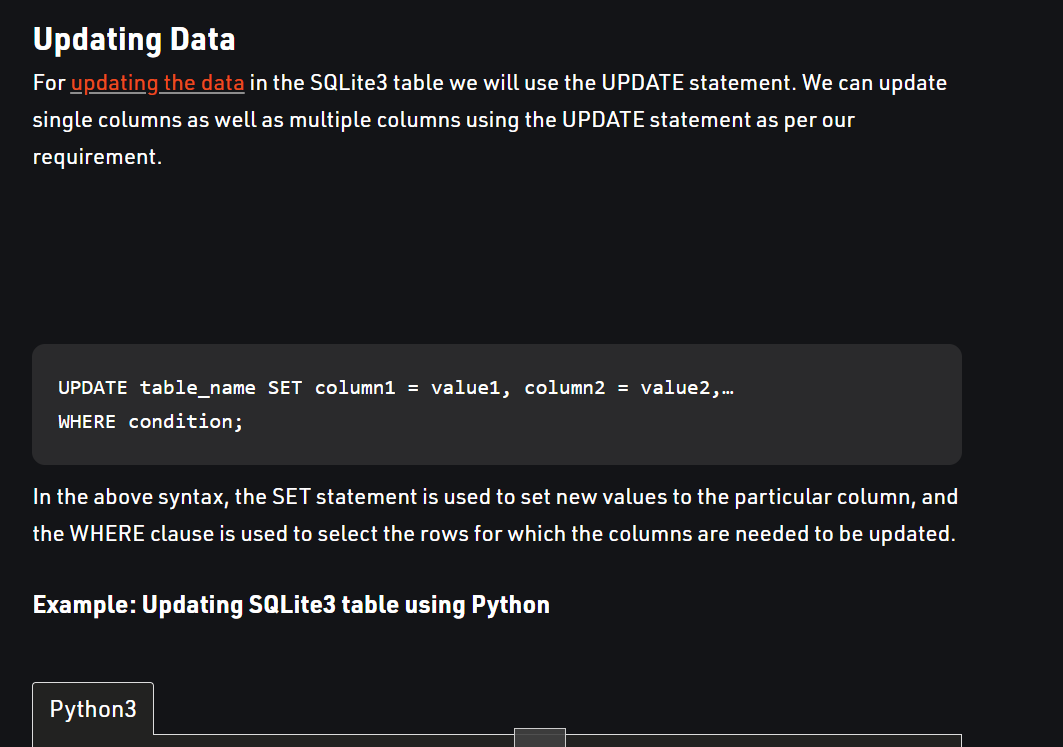 Updating Data
For updating the data in the SQLite3 table we will use the UPDATE statement. We can update
single columns as well as multiple columns using the UPDATE statement as per our
requirement.
UPDATE table_name SET column1 = value1, column2 = value2,…
WHERE condition;
In the above syntax, the SET statement is used to set new values to the particular column, and
the WHERE clause is used to select the rows for which the columns are needed to be updated.
Example: Updating SQLite3 table using Python
Python3